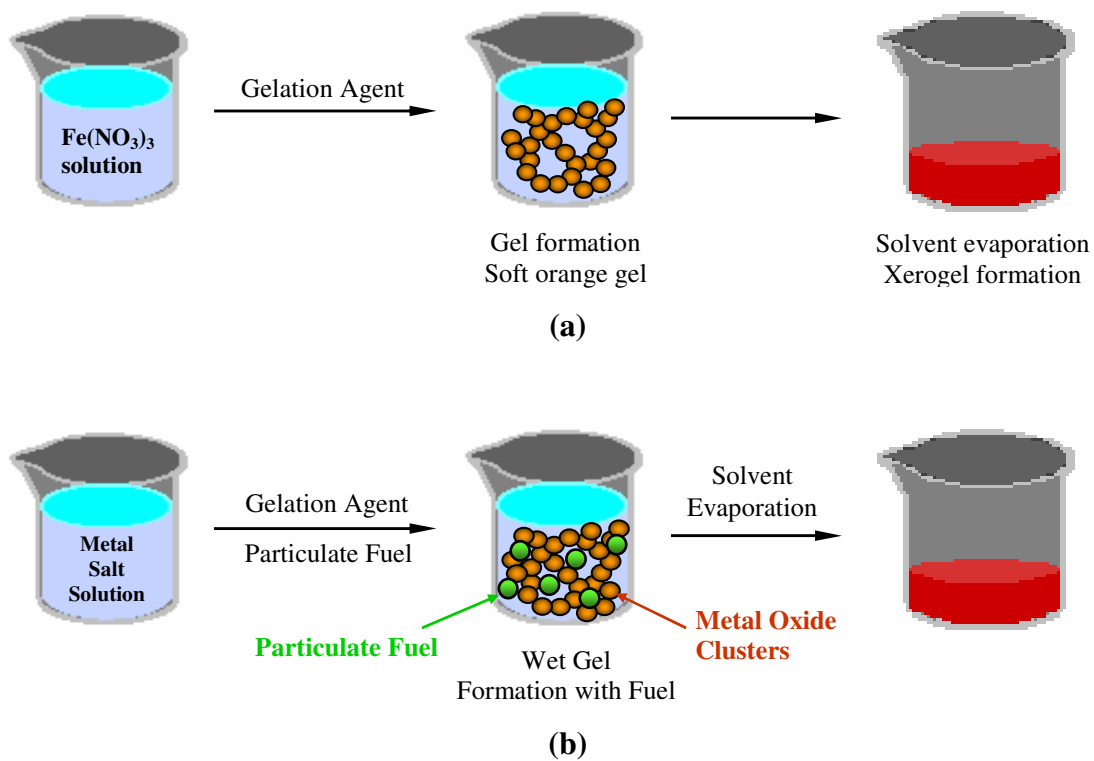 Fe(NO₃)₃
solution
Gelation Agent
Gel formation
Soft orange gel
Solvent evaporation
Xerogel formation
(a)
Metal
Salt
Solution
Gelation Agent
Particulate Fuel
Solvent
Evaporation
Particulate Fuel
Metal Oxide
Clusters
Wet Gel
Formation with Fuel
(b)